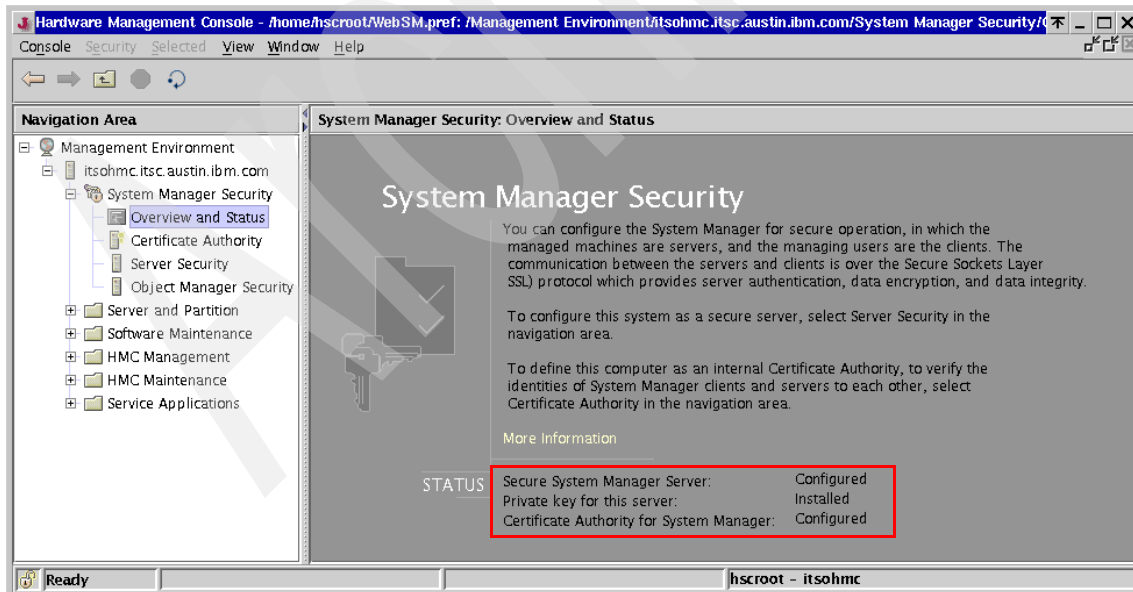 Hardware Management Console - /home/hscroot/WebSM.pref: /Management Environment/itsohmc.itsc.austin.ibm.com/System Manager Security/
Console Security Selected View Window Help
Navigation Area
System Manager Security: Overview and Status
Management Environment
itsohmc.itsc.austin.ibm.com
System Manager Security
Overview and Status
Certificate Authority
Server Security
Object Manager Security
Server and Partition
Software Maintenance
HMC Management
HMC Maintenance
Service Applications
System Manager Security
You can configure the System Manager for secure operation, in which the
managed machines are servers, and the managing users are the clients. The
communication between the servers and clients is over the Secure Sockets Layer
SSL) protocol which provides server authentication, data encryption, and data integrity.
To configure this system as a secure server, select Server Security in the
navigation area.
To define this computer as an internal Certificate Authority, to verify the
identities of System Manager clients and servers to each other, select
Certificate Authority in the navigation area.
More Information
STATUS
Secure System Manager Server: Configured
Private key for this server: Installed
Certificate Authority for System Manager: Configured
Ready
hscroot - itsohmc